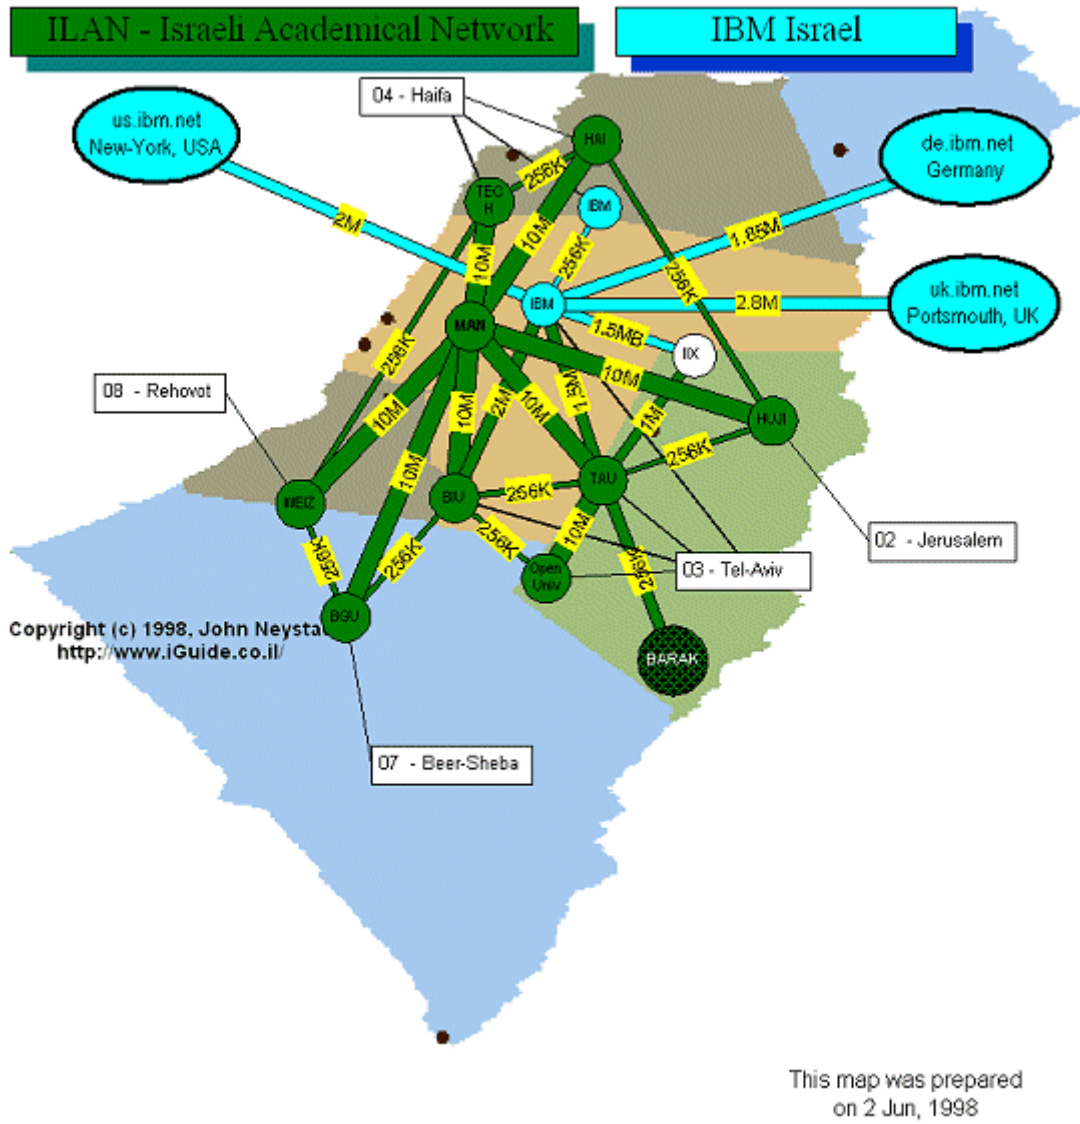 ILAN - Israeli Academical Network
IBM Israel
04 - Haifa
us.ibm.net
New-York, USA
de.ibm.net
Germany
HAI
256K
TEC
H
IBM
2M
10M
1.85M
10M
256K
256K
uk.ibm.net
Portsmouth, UK
IBM
2.8M
MAN
1.5MB
IIX
256K
10M
08 - Rehovot
1.5M
10M
2M
10M
10M
1M
HUJI
256K
10M
TAU
WEIZ
BIU
256K
256K
10M
02 - Jerusalem
256K
256K
Open
Univ
256K
03 - Tel-Aviv
BGU
Copyright (c) 1998, John Neysta
http://www.iGuide.co.il/
BARAK
07 - Beer-Sheba
This map was prepared
on 2 Jun, 1998